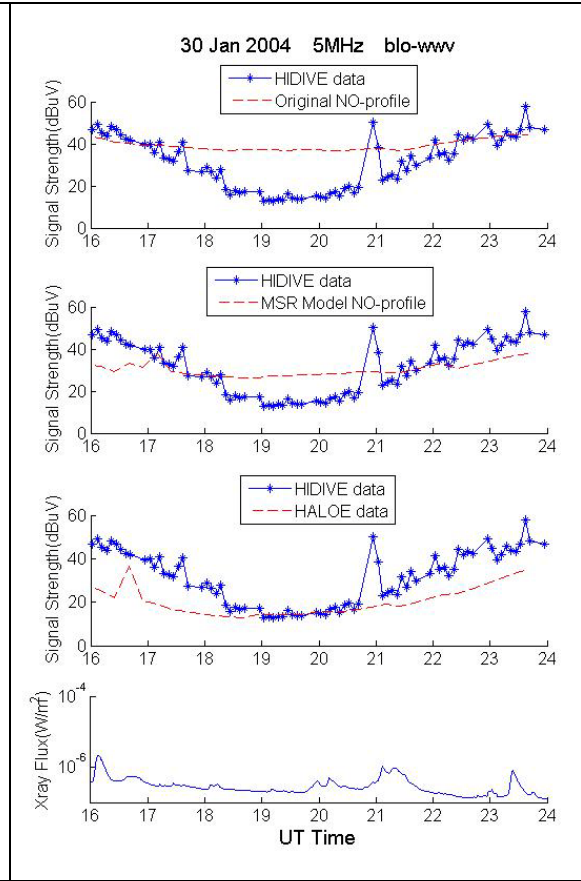 30 Jan 2004 5MHz blo-wwv
HIDIVE data
Original NO-profile
Signal Strength(dBuV)
60
40
20
0
16 17 18 19 20 21 22 23 24
HIDIVE data
MSR Model NO-profile
Signal Strength(dBuV)
60
40
20
0
16 17 18 19 20 21 22 23 24
HIDIVE data
HALOE data
Signal Strength(dBuV)
60
40
20
0
16 17 18 19 20 21 22 23 24
Xray Flux(W/m²)
10⁻⁴
10⁻⁶
16 17 18 19 20 21 22 23 24
UT Time